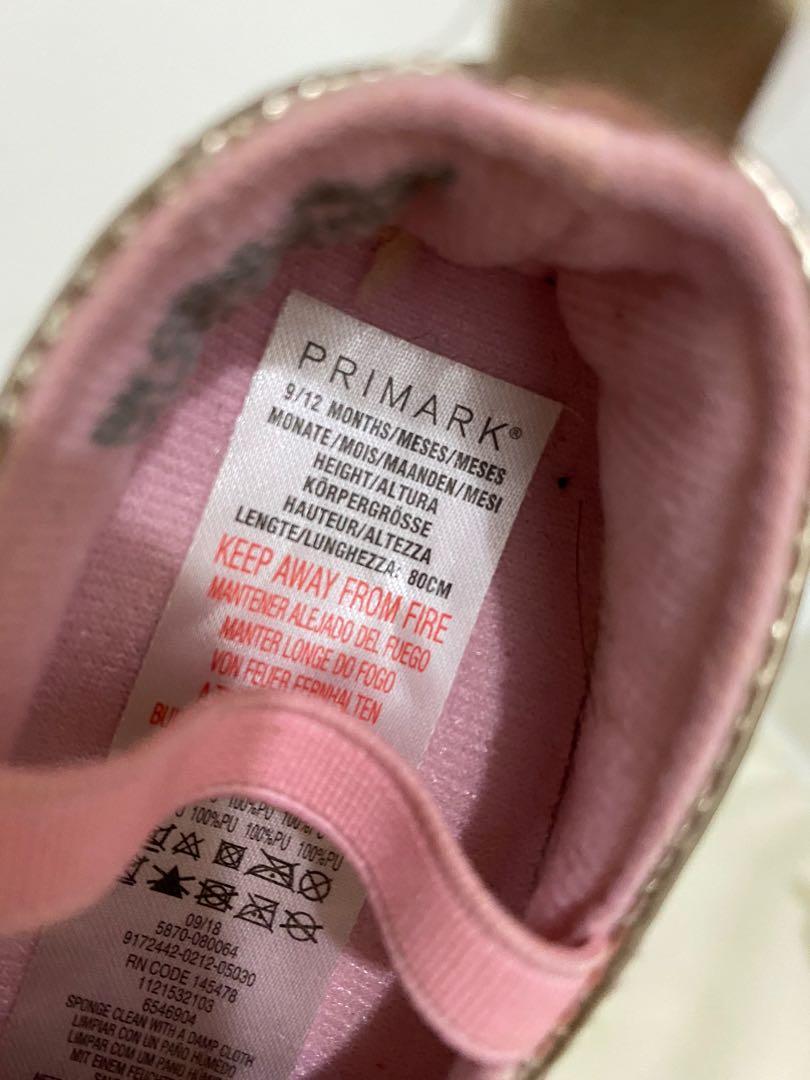 PRIMARK®
9/12 MONTHS/MESES/MESES
MONATE/MOIS/MAANDEN/MESI
HEIGHT/ALTURA
KÖRPERGRÖSSE
HAUTEUR/ALTEZZA
LENGTE/LUNGHEZZA: 80CM
KEEP AWAY FROM FIRE
MANTENER ALEJADO DEL FUEGO
MANTER LONGE DO FOGO
VON FEUER FERNHALTEN
100%PU 100%PU 100%PU
100%PU 100%PU 100%PU
09/18
5870-080064
9172442-0212-05030
RN CODE 145478
1121532103
6546904
SPONGE CLEAN WITH A DAMP CLOTH
LIMPIAR CON UN PAÑO HÚMEDO
LIMPAR COM UM PANO HÚMIDO
MIT EINEM FEUCHTEN